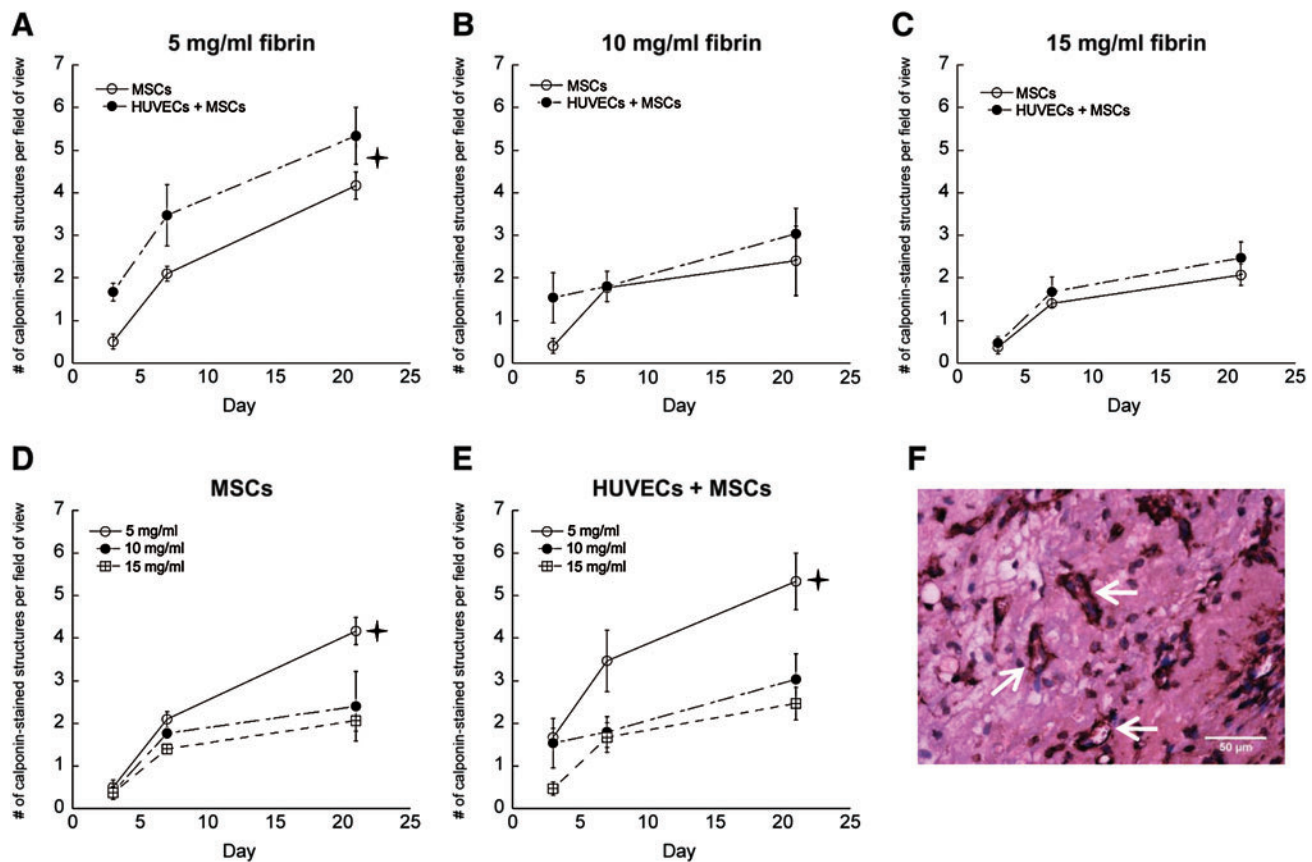 A
5 mg/ml fibrin
# of calponin-stained structures per field of view
7
6
5
4
3
2
1
0
MSCs
HUVECs + MSCs
0 5 10 15 20 25
Day
B
10 mg/ml fibrin
# of calponin-stained structures per field of view
7
6
5
4
3
2
1
0
MSCs
HUVECs + MSCs
0 5 10 15 20 25
Day
C
15 mg/ml fibrin
# of calponin-stained structures per field of view
7
6
5
4
3
2
1
0
MSCs
HUVECs + MSCs
0 5 10 15 20 25
Day
D
MSCs
# of calponin-stained structures per field of view
7
6
5
4
3
2
1
0
5 mg/ml
10 mg/ml
15 mg/ml
0 5 10 15 20 25
Day
E
HUVECs + MSCs
# of calponin-stained structures per field of view
7
6
5
4
3
2
1
0
5 mg/ml
10 mg/ml
15 mg/ml
0 5 10 15 20 25
Day
F
50 µm